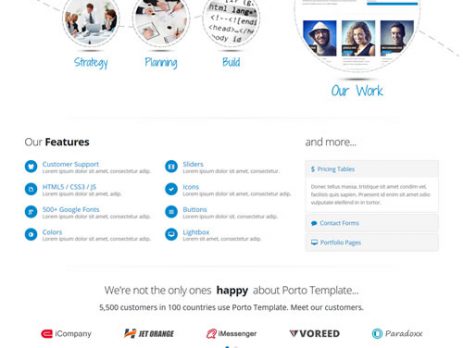 html
html lang="
<!--[if
<head>
body id
Strategy
Planning
Build
Our Work
Our Features
and more...
Customer Support
Lorem ipsum dolor sit amet, consectetur adip.
HTML5 / CSS3 / JS
Lorem ipsum dolor sit amet, adip.
500+ Google Fonts
Lorem ipsum dolor sit amet, consectetur adip.
Colors
Lorem ipsum dolor sit amet, consectetur adip.
Sliders
Lorem ipsum dolor sit amet, consectetur.
Icons
Lorem ipsum dolor sit amet, consectetur adip.
Buttons
Lorem ipsum dolor sit, consectetur adip.
Lightbox
Lorem sit amet, consectetur adip.
$ Pricing Tables
Donec tellus massa, tristique sit amet condim vel,
facilisis quis sapien. Praesent id enim sit amet odio
vulputate eleifend in in tortor.
Contact Forms
Portfolio Pages
We're not the only ones happy about Porto Template...
5,500 customers in 100 countries use Porto Template. Meet our customers.
iCompany
JET ORANGE
iMessenger
VOREED
Paradoxx